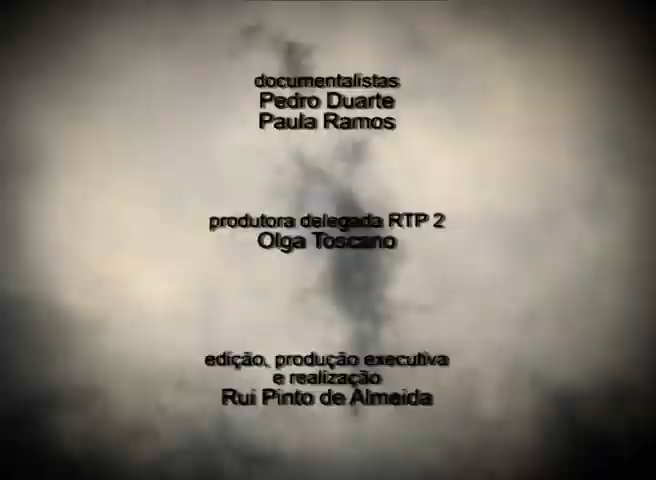 documentalistas
Pedro Duarte
Paula Ramos
produtora delegada RTP 2
Olga Toscano
edição, produção executiva
e realização
Rui Pinto de Almeida